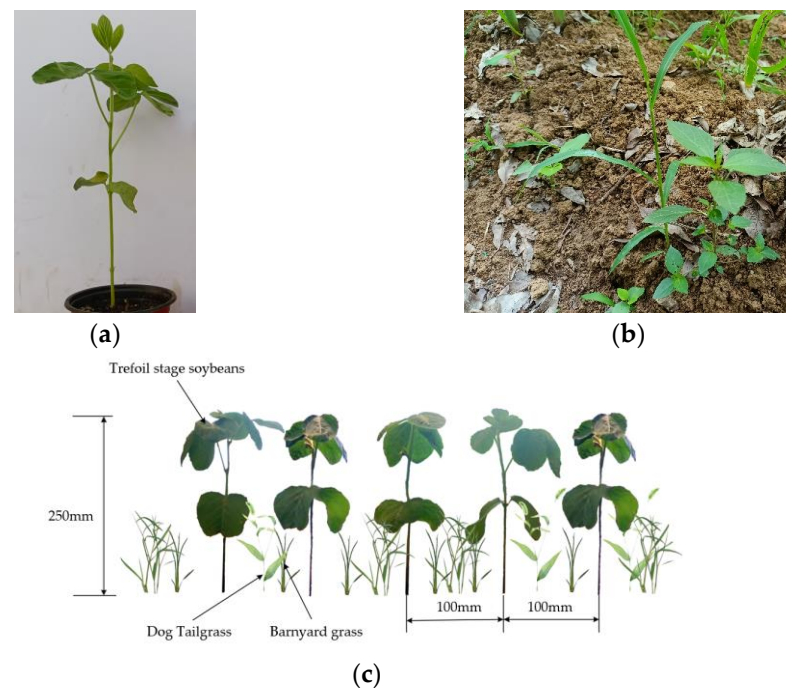 (a)
(b)
Trefoil stage soybeans
250mm
100mm
100mm
Dog Tailgrass
Barnyard grass
(c)